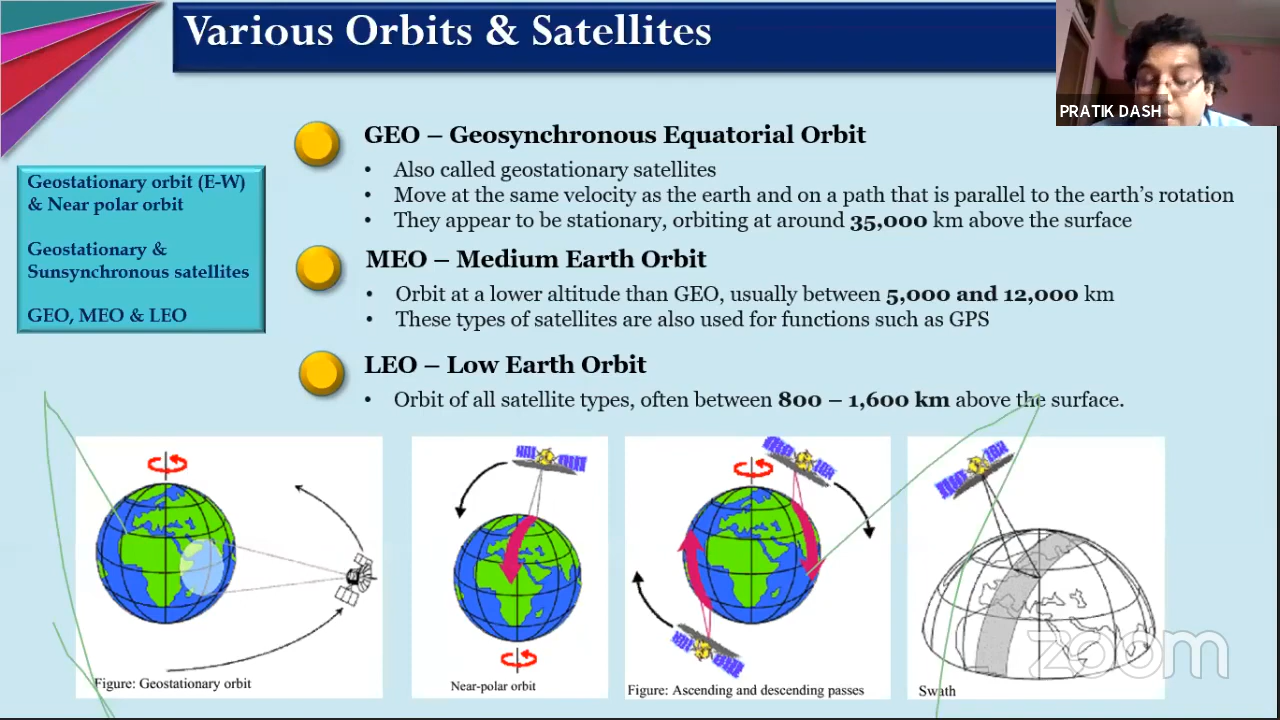 Various Orbits & Satellites
PRATIK DASH
Geostationary orbit (E-W)
& Near polar orbit
Geostationary &
Sunsynchronous satellites
GEO, MEO & LEO
GEO – Geosynchronous Equatorial Orbit
• Also called geostationary satellites
• Move at the same velocity as the earth and on a path that is parallel to the earth's rotation
• They appear to be stationary, orbiting at around 35,000 km above the surface
MEO – Medium Earth Orbit
• Orbit at a lower altitude than GEO, usually between 5,000 and 12,000 km
• These types of satellites are also used for functions such as GPS
LEO – Low Earth Orbit
• Orbit of all satellite types, often between 800 – 1,600 km above the surface.
Figure: Geostationary orbit
Near-polar orbit
Figure: Ascending and descending passes
Swath
zoom